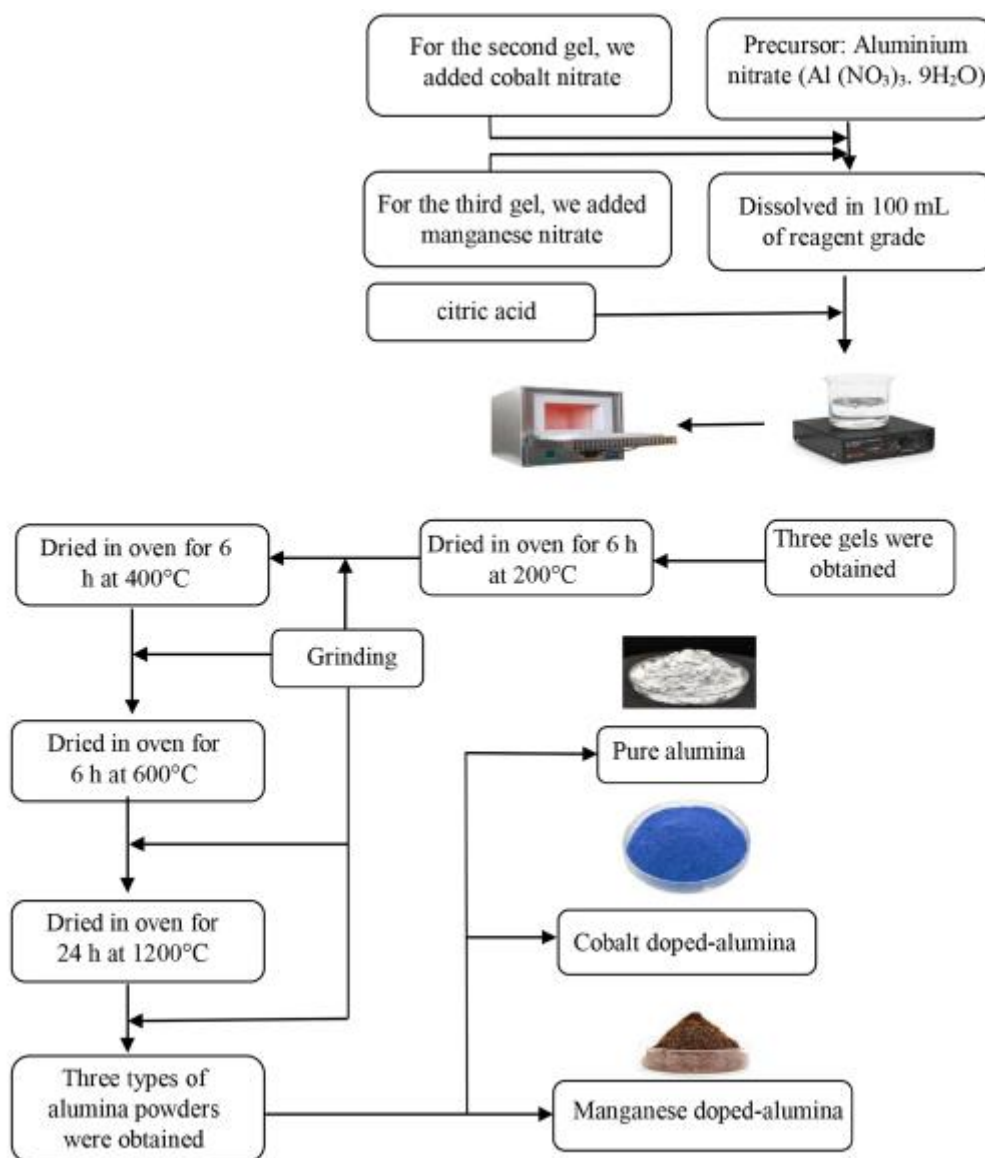 For the second gel, we
added cobalt nitrate
Precursor: Aluminium
nitrate (Al (NO₃)₃. 9H₂O)
For the third gel, we added
manganese nitrate
Dissolved in 100 mL
of reagent grade
citric acid
Three gels were
obtained
Dried in oven for 6 h
at 200°C
Dried in oven for 6
h at 400°C
Grinding
Dried in oven for
6 h at 600°C
Dried in oven for
24 h at 1200°C
Three types of
alumina powders
were obtained
Pure alumina
Cobalt doped-alumina
Manganese doped-alumina